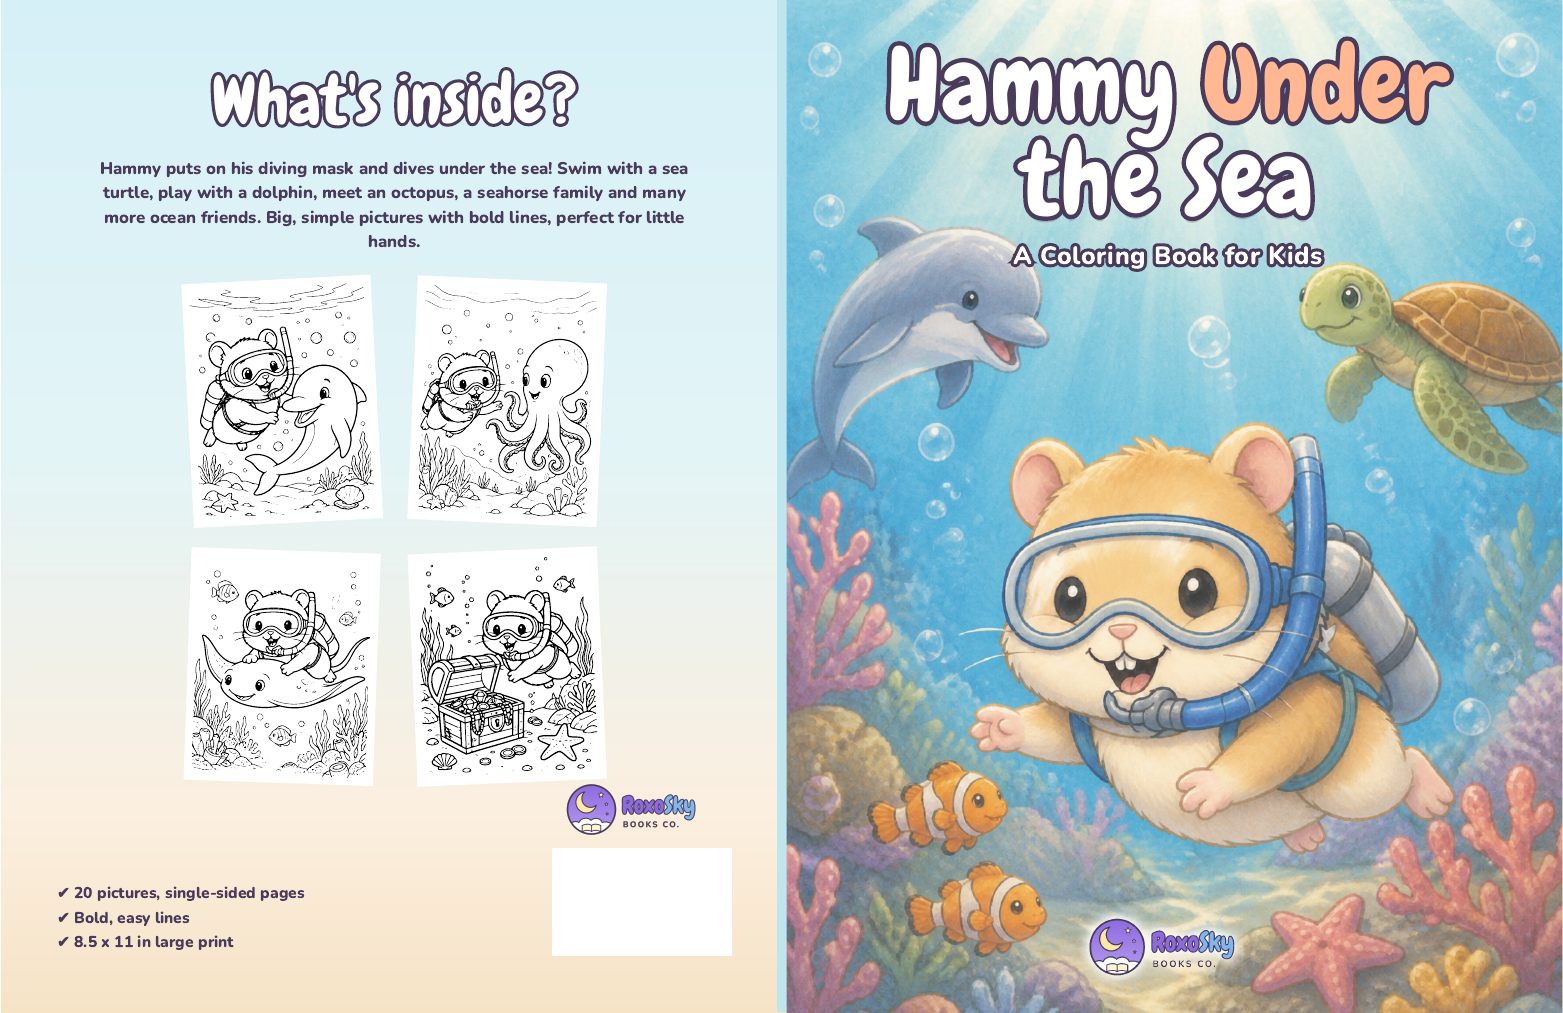 What's inside?
Hammy puts on his diving mask and dives under the sea! Swim with a sea
turtle, play with a dolphin, meet an octopus, a seahorse family and many
more ocean friends. Big, simple pictures with bold lines, perfect for little
hands.
RoxoSky
BOOKS CO.
✔ 20 pictures, single-sided pages
✔ Bold, easy lines
✔ 8.5 x 11 in large print
Hammy Under
the Sea
A Coloring Book for Kids
RoxoSky
BOOKS CO.